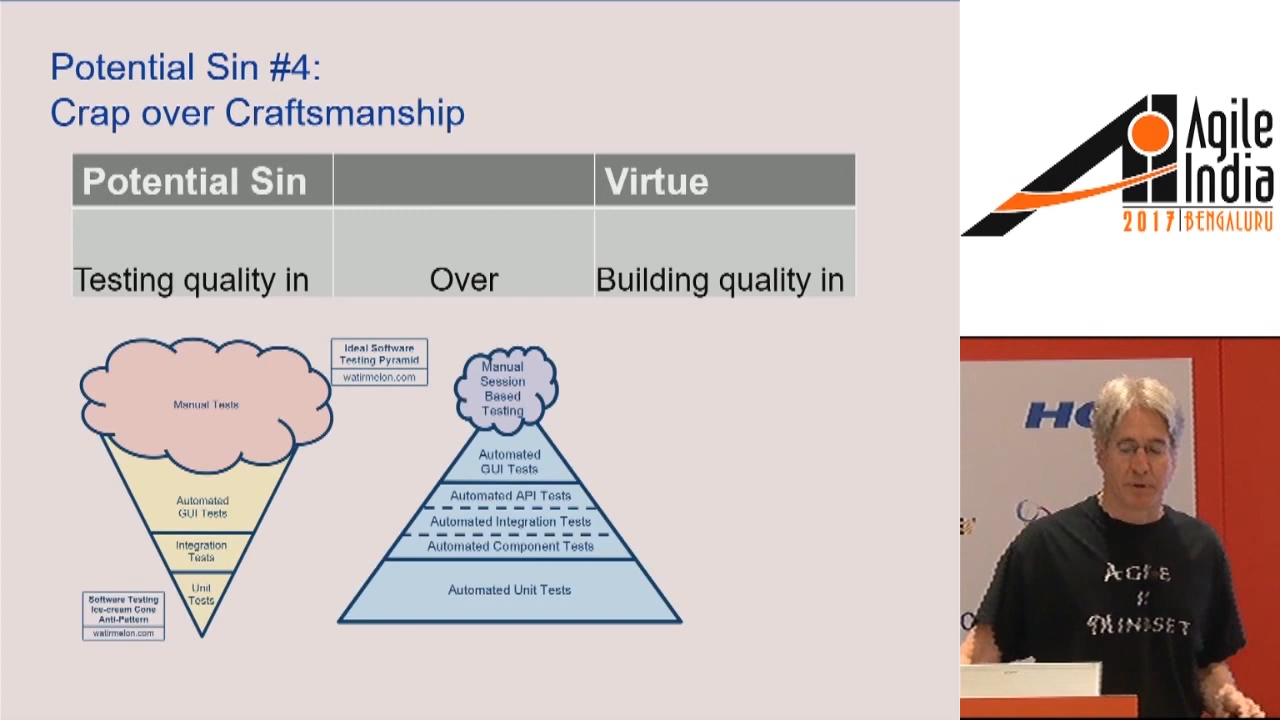 Potential Sin #4:
Crap over Craftsmanship
Potential Sin
Virtue
Testing quality in
Over
Building quality in
Manual Tests
Automated
GUI Tests
Integration
Tests
Unit
Tests
Software Testing
Ice-cream Cone
Anti-Pattern
watirmelon.com
Ideal Software
Testing Pyramid
watirmelon.com
Manual
Session
Based
Testing
Automated
GUI Tests
Automated API Tests
Automated Integration Tests
Automated Component Tests
Automated Unit Tests
Agile
India
2017 | BENGALURU
AGILE
MINDSET